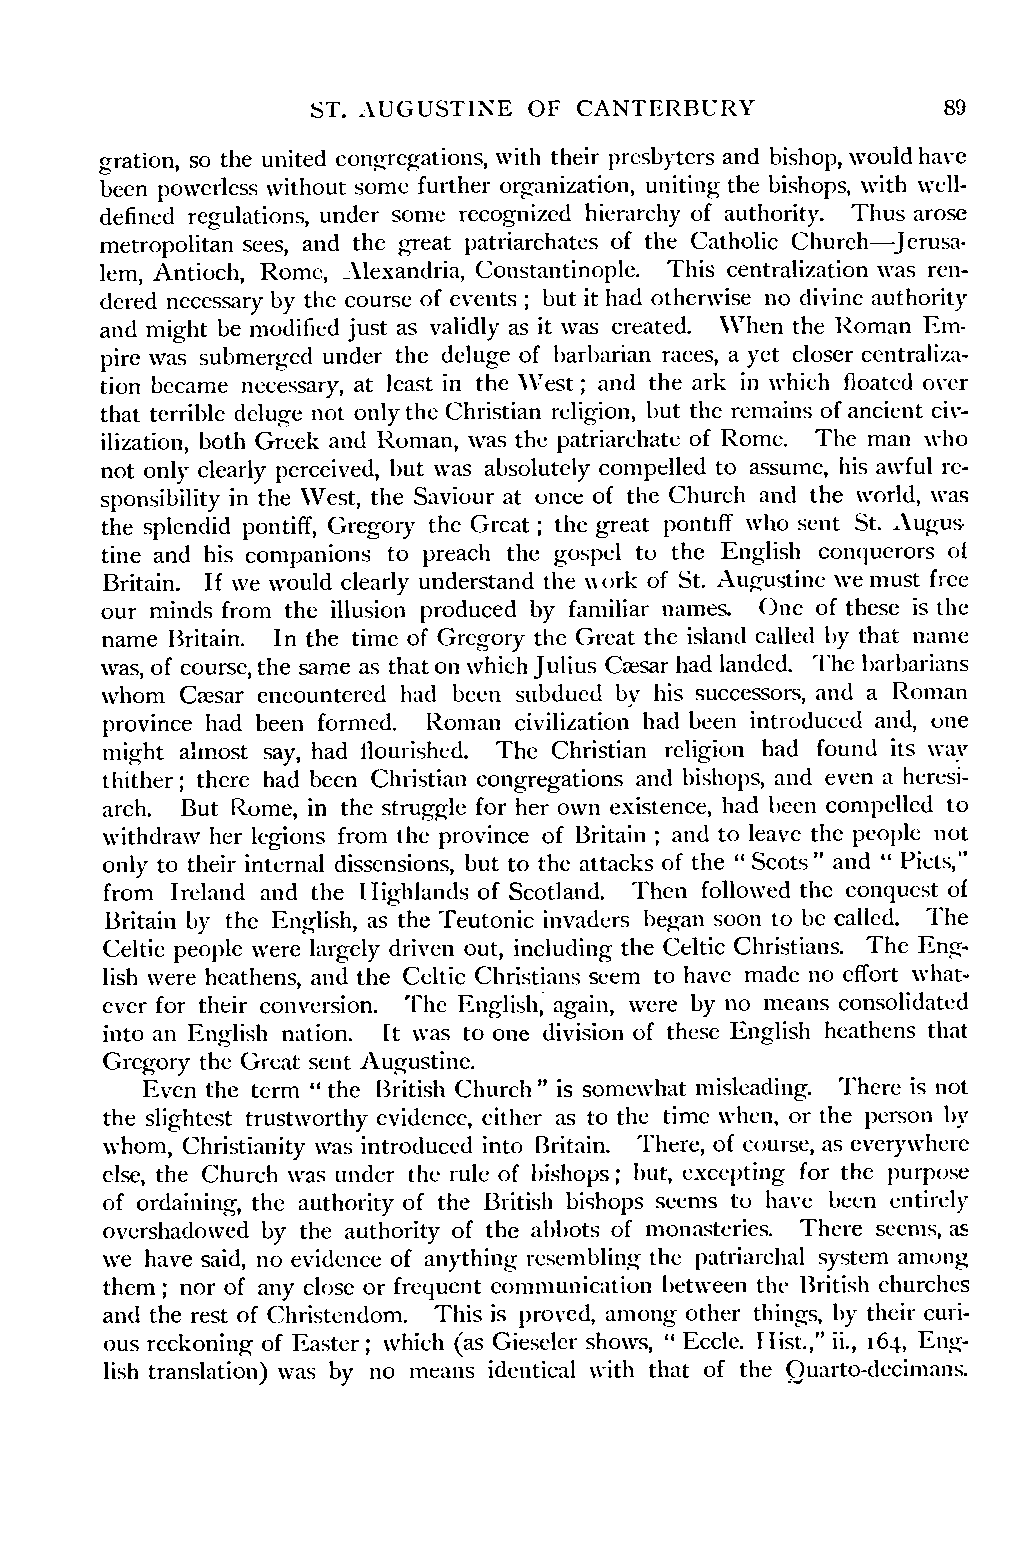 ST. AUGUSTINE OF CANTERBURY 89
gration, so the united congregations, with their presbyters and bishop, would have
been powerless without some further organization, uniting the bishops, with well-
defined regulations, under some recognized hierarchy of authority. Thus arose
metropolitan sees, and the great patriarchates of the Catholic Church—Jerusa-
lem, Antioch, Rome, Alexandria, Constantinople. This centralization was ren-
dered necessary by the course of events; but it had otherwise no divine authority
and might be modified just as validly as it was created. When the Roman Em-
pire was submerged under the deluge of barbarian races, a yet closer centraliza-
tion became necessary, at least in the West; and the ark in which floated over
that terrible deluge not only the Christian religion, but the remains of ancient civ-
ilization, both Greek and Roman, was the patriarchate of Rome. The man who
not only clearly perceived, but was absolutely compelled to assume, his awful re-
sponsibility in the West, the Saviour at once of the Church and the world, was
the splendid pontiff, Gregory the Great; the great pontiff who sent St. Augus-
tine and his companions to preach the gospel to the English conquerors of
Britain. If we would clearly understand the work of St. Augustine we must free
our minds from the illusion produced by familiar names. One of these is the
name Britain. In the time of Gregory the Great the island called by that name
was, of course, the same as that on which Julius Cæsar had landed. The barbarians
whom Cæsar encountered had been subdued by his successors, and a Roman
province had been formed. Roman civilization had been introduced and, one
might almost say, had flourished. The Christian religion had found its way
thither; there had been Christian congregations and bishops, and even a heresi-
arch. But Rome, in the struggle for her own existence, had been compelled to
withdraw her legions from the province of Britain; and to leave the people not
only to their internal dissensions, but to the attacks of the "Scots" and "Picts,"
from Ireland and the Highlands of Scotland. Then followed the conquest of
Britain by the English, as the Teutonic invaders began soon to be called. The
Celtic people were largely driven out, including the Celtic Christians. The Eng-
lish were heathens, and the Celtic Christians seem to have made no effort what-
ever for their conversion. The English, again, were by no means consolidated
into an English nation. It was to one division of these English heathens that
Gregory the Great sent Augustine.
Even the term "the British Church" is somewhat misleading. There is not
the slightest trustworthy evidence, either as to the time when, or the person by
whom, Christianity was introduced into Britain. There, of course, as everywhere
else, the Church was under the rule of bishops; but, excepting for the purpose
of ordaining, the authority of the British bishops seems to have been entirely
overshadowed by the authority of the abbots of monasteries. There seems, as
we have said, no evidence of anything resembling the patriarchal system among
them; nor of any close or frequent communication between the British churches
and the rest of Christendom. This is proved, among other things, by their curi-
ous reckoning of Easter; which (as Gieseler shows, "Eccle. Hist.," ii., 164, Eng-
lish translation) was by no means identical with that of the Quarto-decimans.